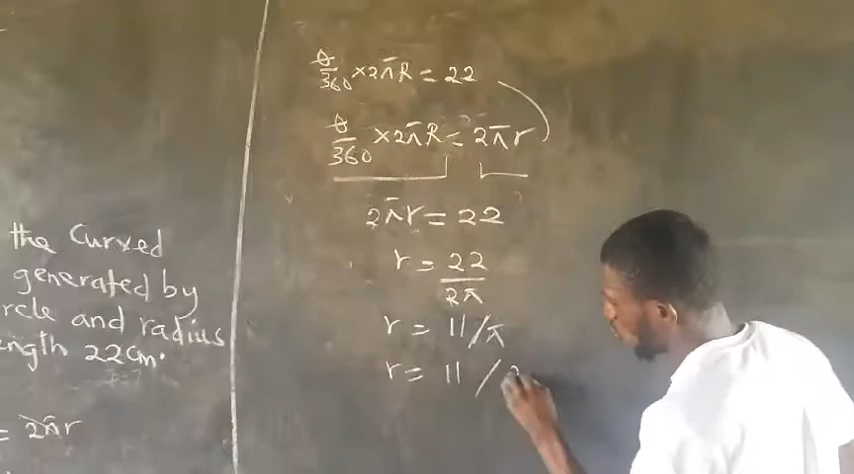 the Curved
generated by
rcle and radius
ngth 22cm.
= 2πr
θ/360 × 2πR = 22
θ/360 × 2πR = 2πr
2πr = 22
r = 22/2π
r = 11/π
r = 11/